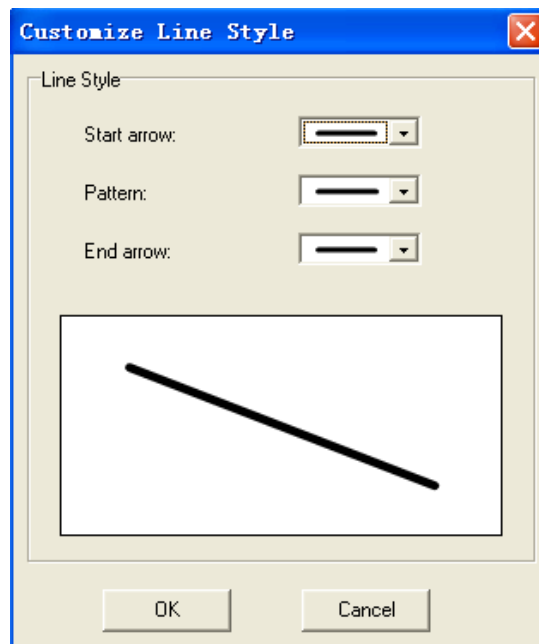 Customize Line Style
Line Style
Start arrow:
Pattern:
End arrow:
OK
Cancel